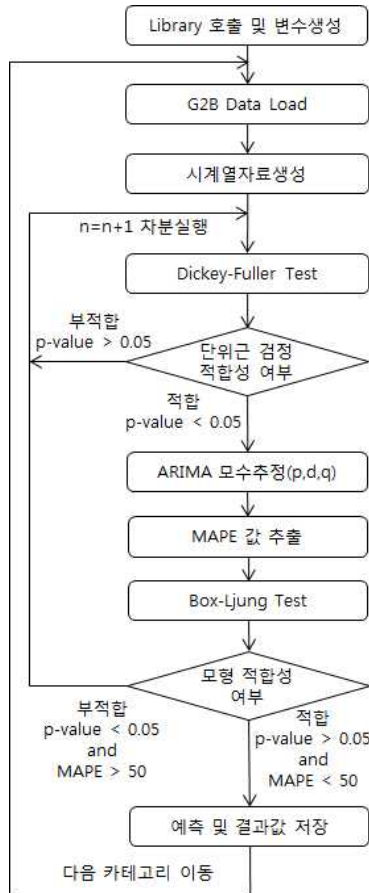 Library 호출 및 변수생성
G2B Data Load
시계열자료생성
n=n+1 차분실행
Dickey-Fuller Test
부적합
p-value > 0.05
단위근 검정
적합성 여부
적합
p-value < 0.05
ARIMA 모수추정(p,d,q)
MAPE 값 추출
Box-Ljung Test
모형 적합성
여부
부적합
p-value < 0.05
and
MAPE > 50
적합
p-value > 0.05
and
MAPE < 50
예측 및 결과값 저장
다음 카테고리 이동